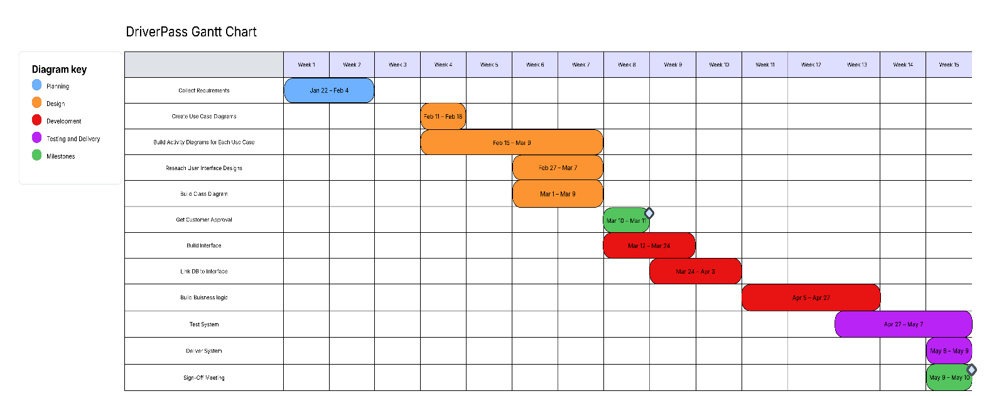 DriverPass Gantt Chart
Diagram key
Planning
Design
Development
Testing and Delivery
Milestones
Week 1 Week 2 Week 3 Week 4 Week 5 Week 6 Week 7 Week 8 Week 9 Week 10 Week 11 Week 12 Week 13 Week 14 Week 15
Collect Requirements Jan 22 – Feb 4
Create Use Case Diagrams Feb 11 – Feb 18
Build Activity Diagrams for Each Use Case Feb 15 – Mar 9
Reseach User Interface Designs Feb 27 – Mar 7
Build Class Diagram Mar 1 – Mar 9
Get Customer Approval Mar 10 – Mar 11
Build Interface Mar 12 – Mar 24
Link DB to Interface Mar 24 – Apr 3
Build Buisness logic Apr 5 – Apr 27
Test System Apr 27 – May 7
Deliver System May 8 – May 9
Sign-Off Meeting May 9 – May 10